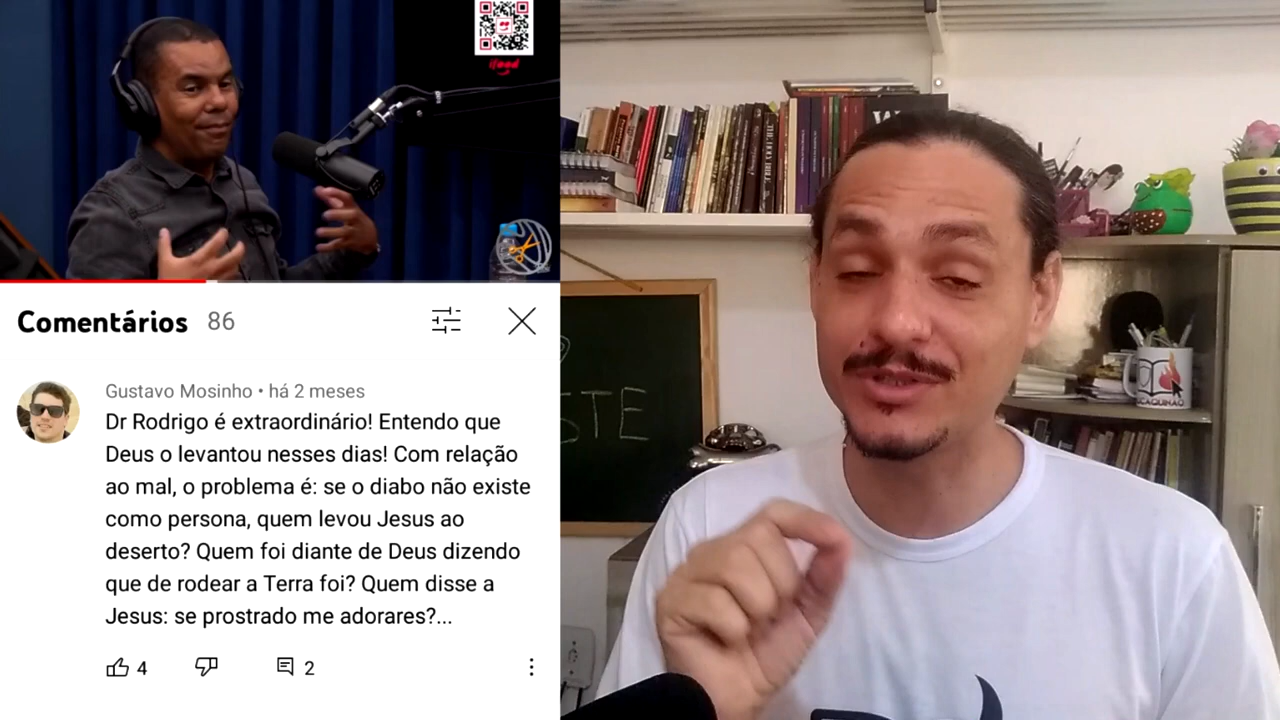 ifood
Comentários 86
Gustavo Mosinho • há 2 meses
Dr Rodrigo é extraordinário! Entendo que
Deus o levantou nesses dias! Com relação
ao mal, o problema é: se o diabo não existe
como persona, quem levou Jesus ao
deserto? Quem foi diante de Deus dizendo
que de rodear a Terra foi? Quem disse a
Jesus: se prostrado me adorares?...
4
2
STE